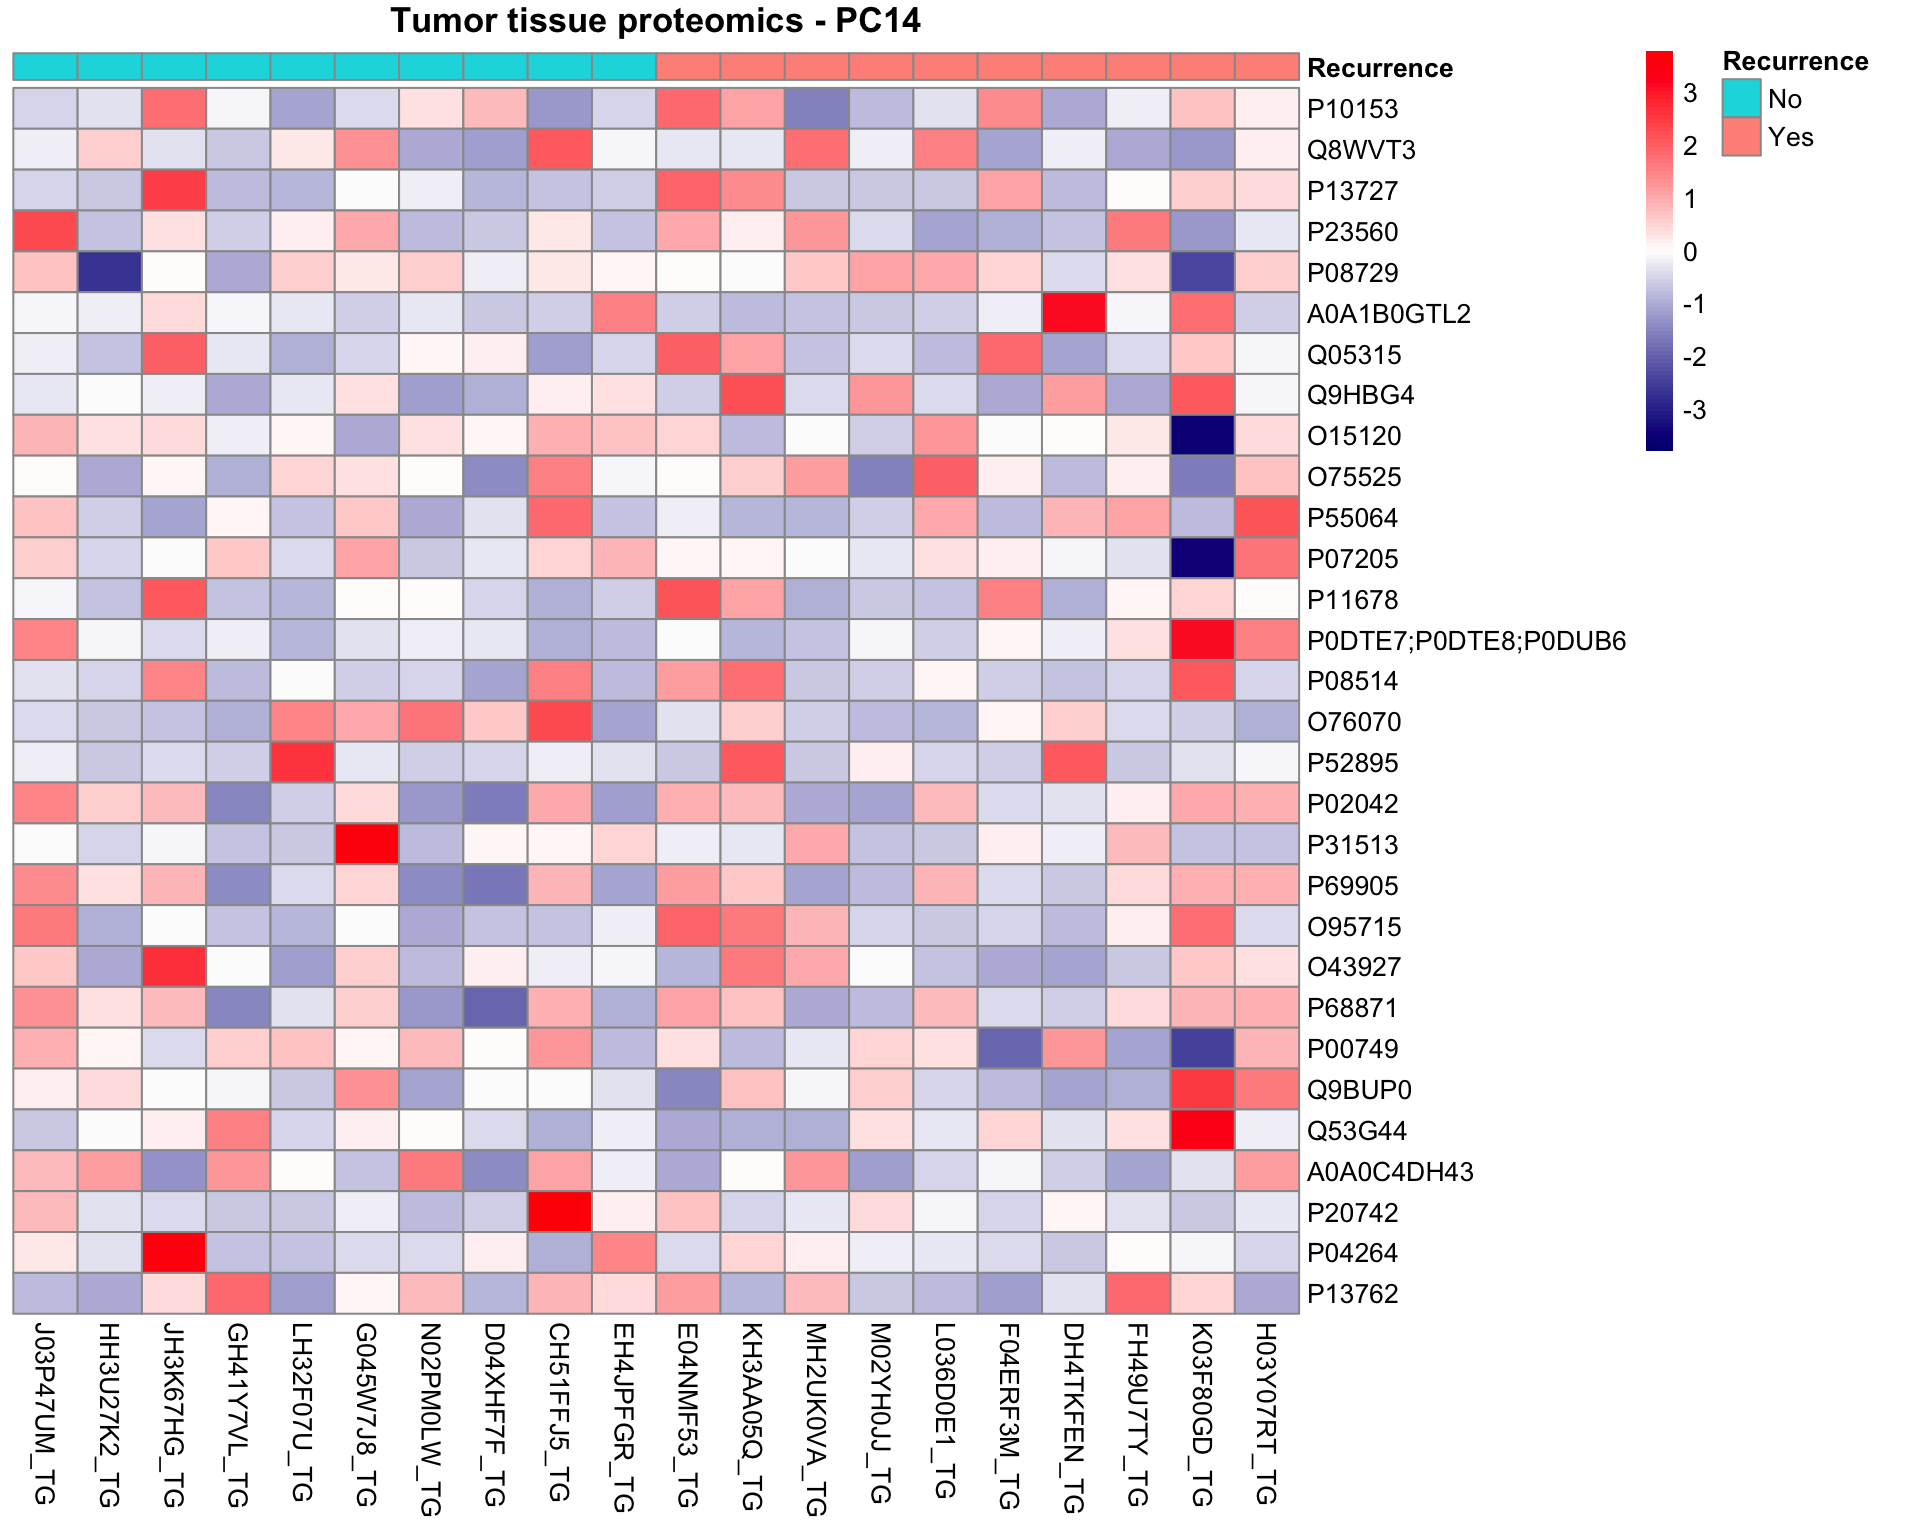 Tumor tissue proteomics - PC14
Recurrence
P10153
Q8WVT3
P13727
P23560
P08729
A0A1B0GTL2
Q05315
Q9HBG4
O15120
O75525
P55064
P07205
P11678
P0DTE7;P0DTE8;P0DUB6
P08514
O76070
P52895
P02042
P31513
P69905
O95715
O43927
P68871
P00749
Q9BUP0
Q53G44
A0A0C4DH43
P20742
P04264
P13762
J03P47UM_TG
HH3U27K2_TG
JH3K67HG_TG
GH41Y7VL_TG
LH32F07U_TG
G045W7J8_TG
N02PM0LW_TG
D04XHF7F_TG
CH51FFJ5_TG
EH4JPFGR_TG
E04NMF53_TG
KH3AA05Q_TG
MH2UK0VA_TG
M02YH0JJ_TG
L036D0E1_TG
F04ERF3M_TG
DH4TKFEN_TG
FH49U7TY_TG
K03F80GD_TG
H03Y07RT_TG
3
2
1
0
-1
-2
-3
Recurrence
No
Yes